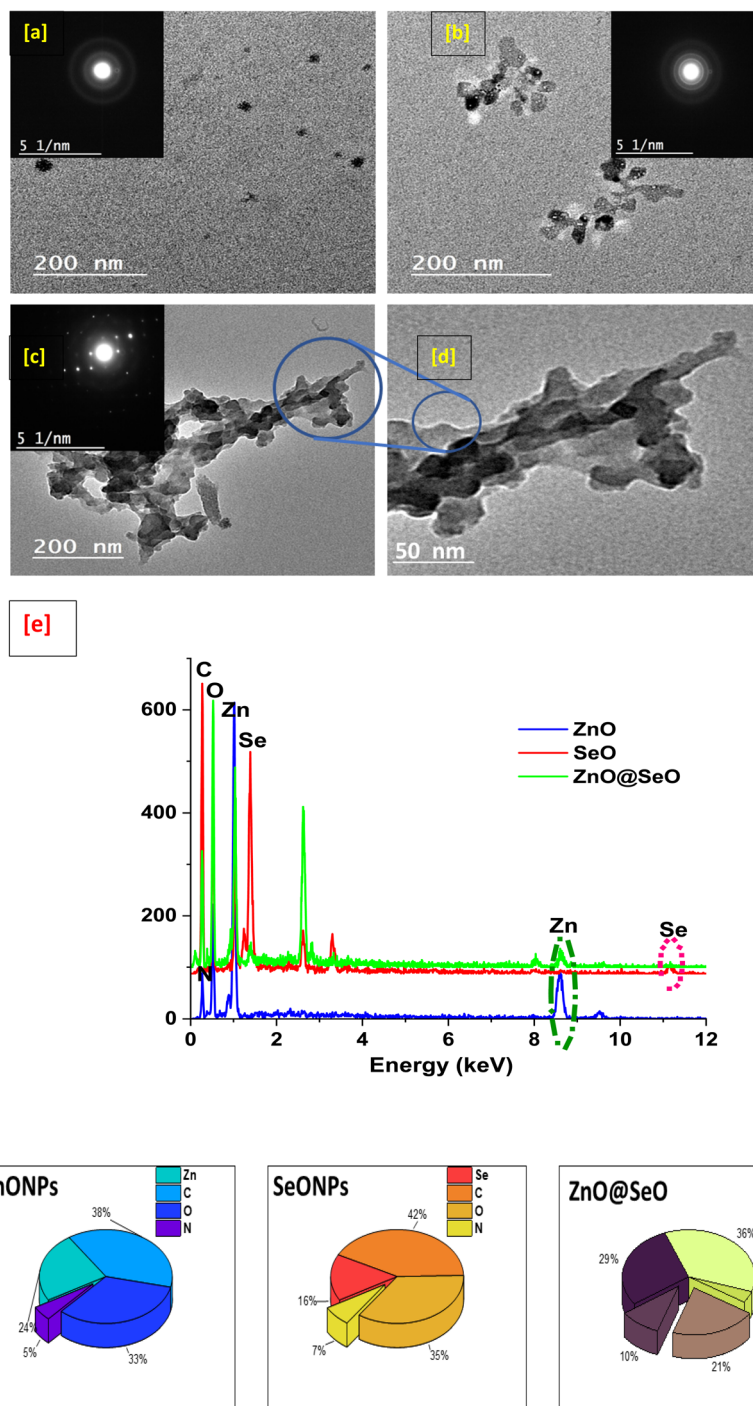 [a]
5 1/nm
200 nm
[b]
5 1/nm
200 nm
[c]
5 1/nm
200 nm
[d]
50 nm
[e]
C
O
Zn
Se
600
400
200
0
N
Zn
Se
ZnO
SeO
ZnO@SeO
0 2 4 6 8 10 12
Energy (keV)
nONPs
Zn
C
O
N
38%
24%
5%
33%
SeONPs
Se
C
O
N
42%
16%
7%
35%
ZnO@SeO
36%
29%
10%
21%